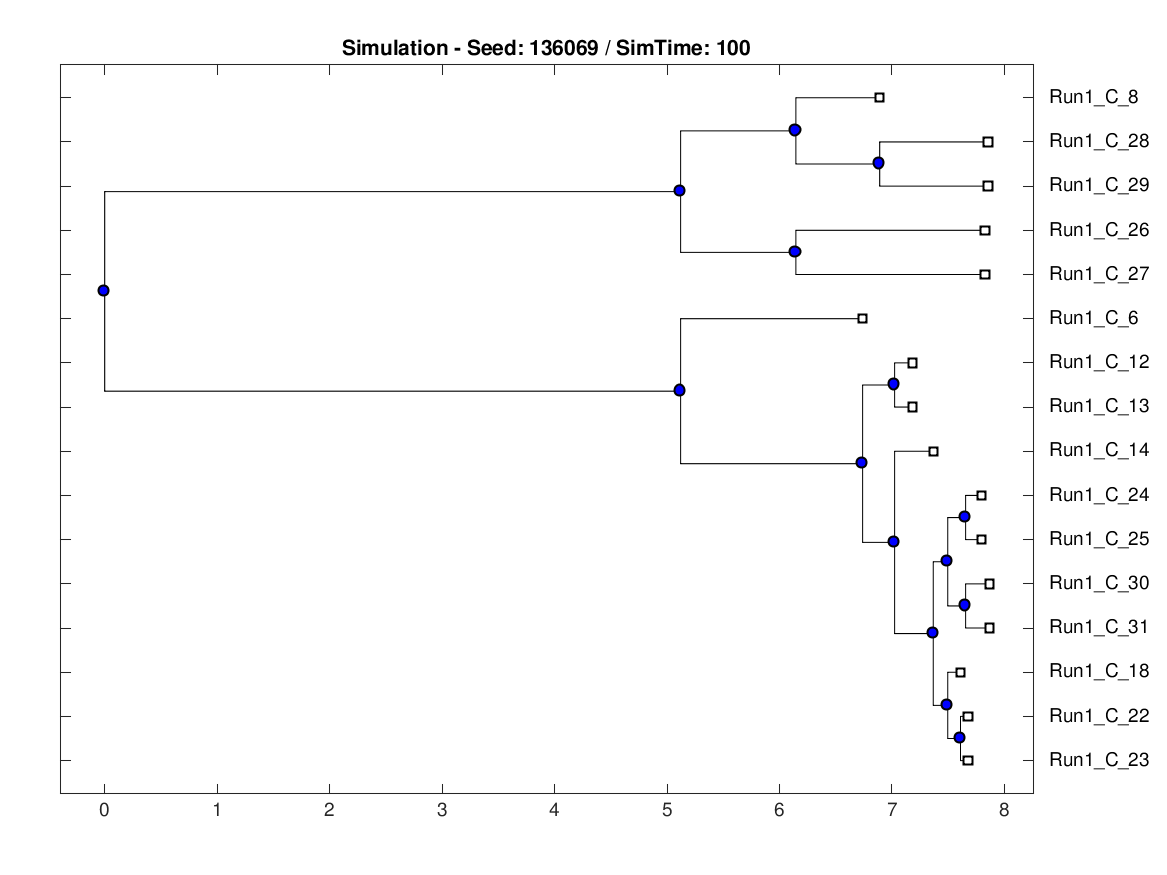 Simulation - Seed: 136069 / SimTime: 100
Run1_C_8
Run1_C_28
Run1_C_29
Run1_C_26
Run1_C_27
Run1_C_6
Run1_C_12
Run1_C_13
Run1_C_14
Run1_C_24
Run1_C_25
Run1_C_30
Run1_C_31
Run1_C_18
Run1_C_22
Run1_C_23
0 1 2 3 4 5 6 7 8